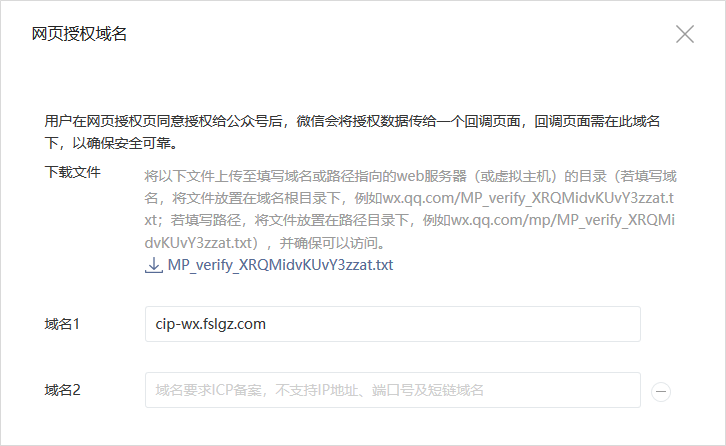 网页授权域名
用户在网页授权页同意授权给公众号后，微信会将授权数据传给一个回调页面，回调页面需在此域名
下，以确保安全可靠。
下载文件
将以下文件上传至填写域名或路径指向的web服务器（或虚拟主机）的目录（若填写域
名，将文件放置在域名根目录下，例如wx.qq.com/MP_verify_XRQMidvKUvY3zzat.t
xt；若填写路径，将文件放置在路径目录下，例如wx.qq.com/mp/MP_verify_XRQMi
dvKUvY3zzat.txt），并确保可以访问。
MP_verify_XRQMidvKUvY3zzat.txt
域名1
cip-wx.fslgz.com
域名2
域名要求ICP备案，不支持IP地址、端口号及短链域名